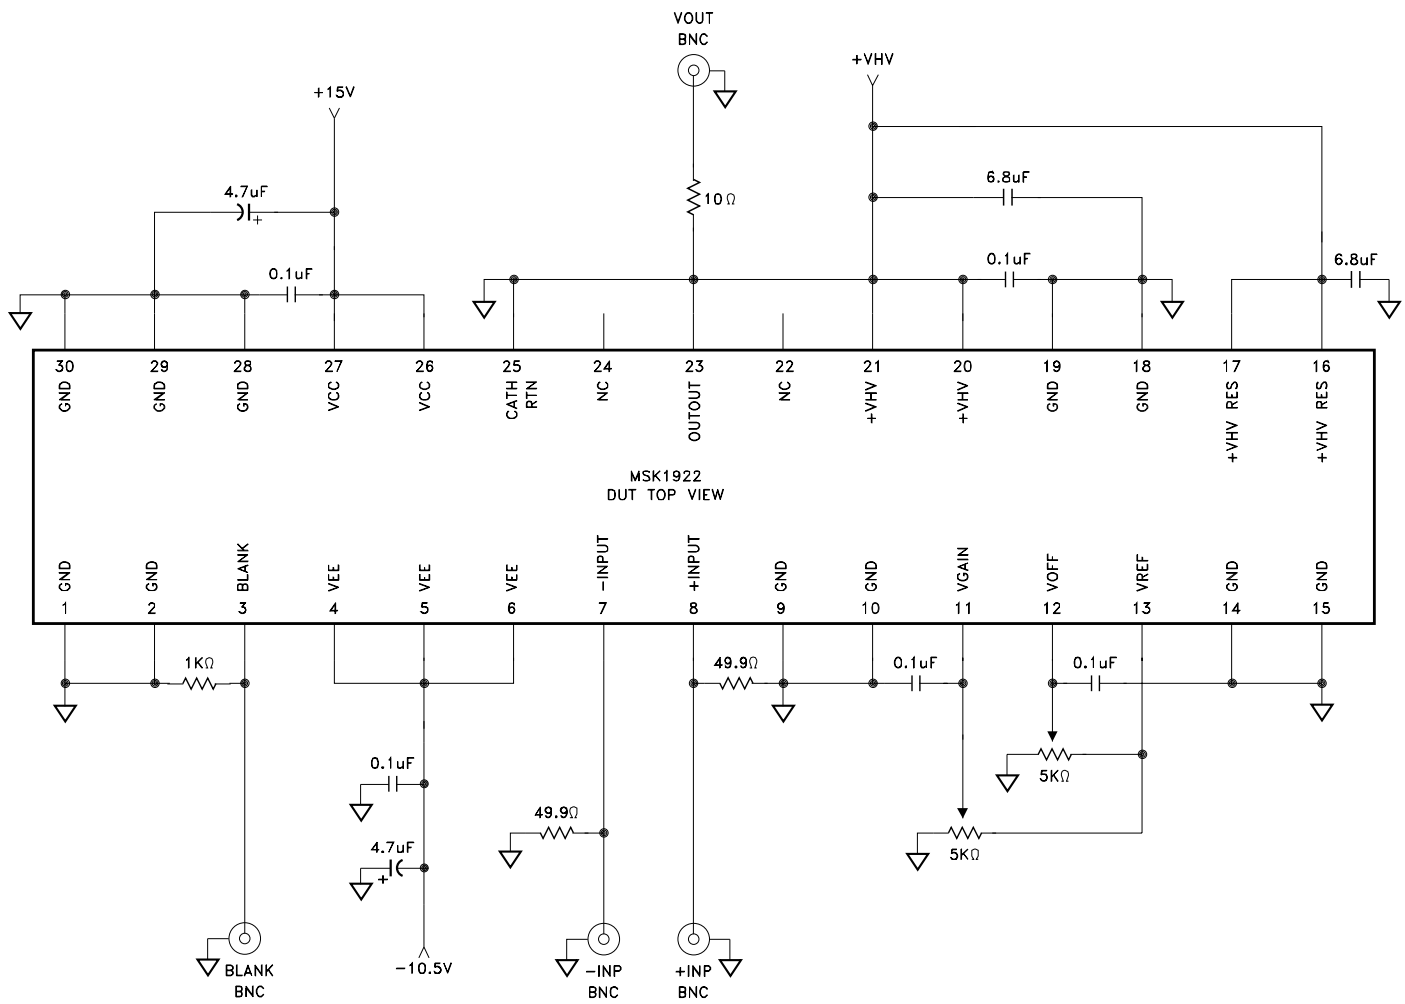 VOUT
BNC
+VHV
+15V
4.7uF
6.8uF
10Ω
0.1uF
0.1uF
6.8uF
30 29 28 27 26 25 24 23 22 21 20 19 18 17 16
GND
GND
GND
VCC
VCC
CATH
RTN
NC
OUTOUT
NC
+VHV
+VHV
GND
GND
+VHV RES
+VHV RES
MSK1922
DUT TOP VIEW
GND
GND
BLANK
VEE
VEE
VEE
-INPUT
+INPUT
GND
GND
VGAIN
VOFF
VREF
GND
GND
1 2 3 4 5 6 7 8 9 10 11 12 13 14 15
1KΩ
49.9Ω
0.1uF
0.1uF
0.1uF
5KΩ
49.9Ω
4.7uF
5KΩ
-10.5V
BLANK
BNC
-INP
BNC
+INP
BNC